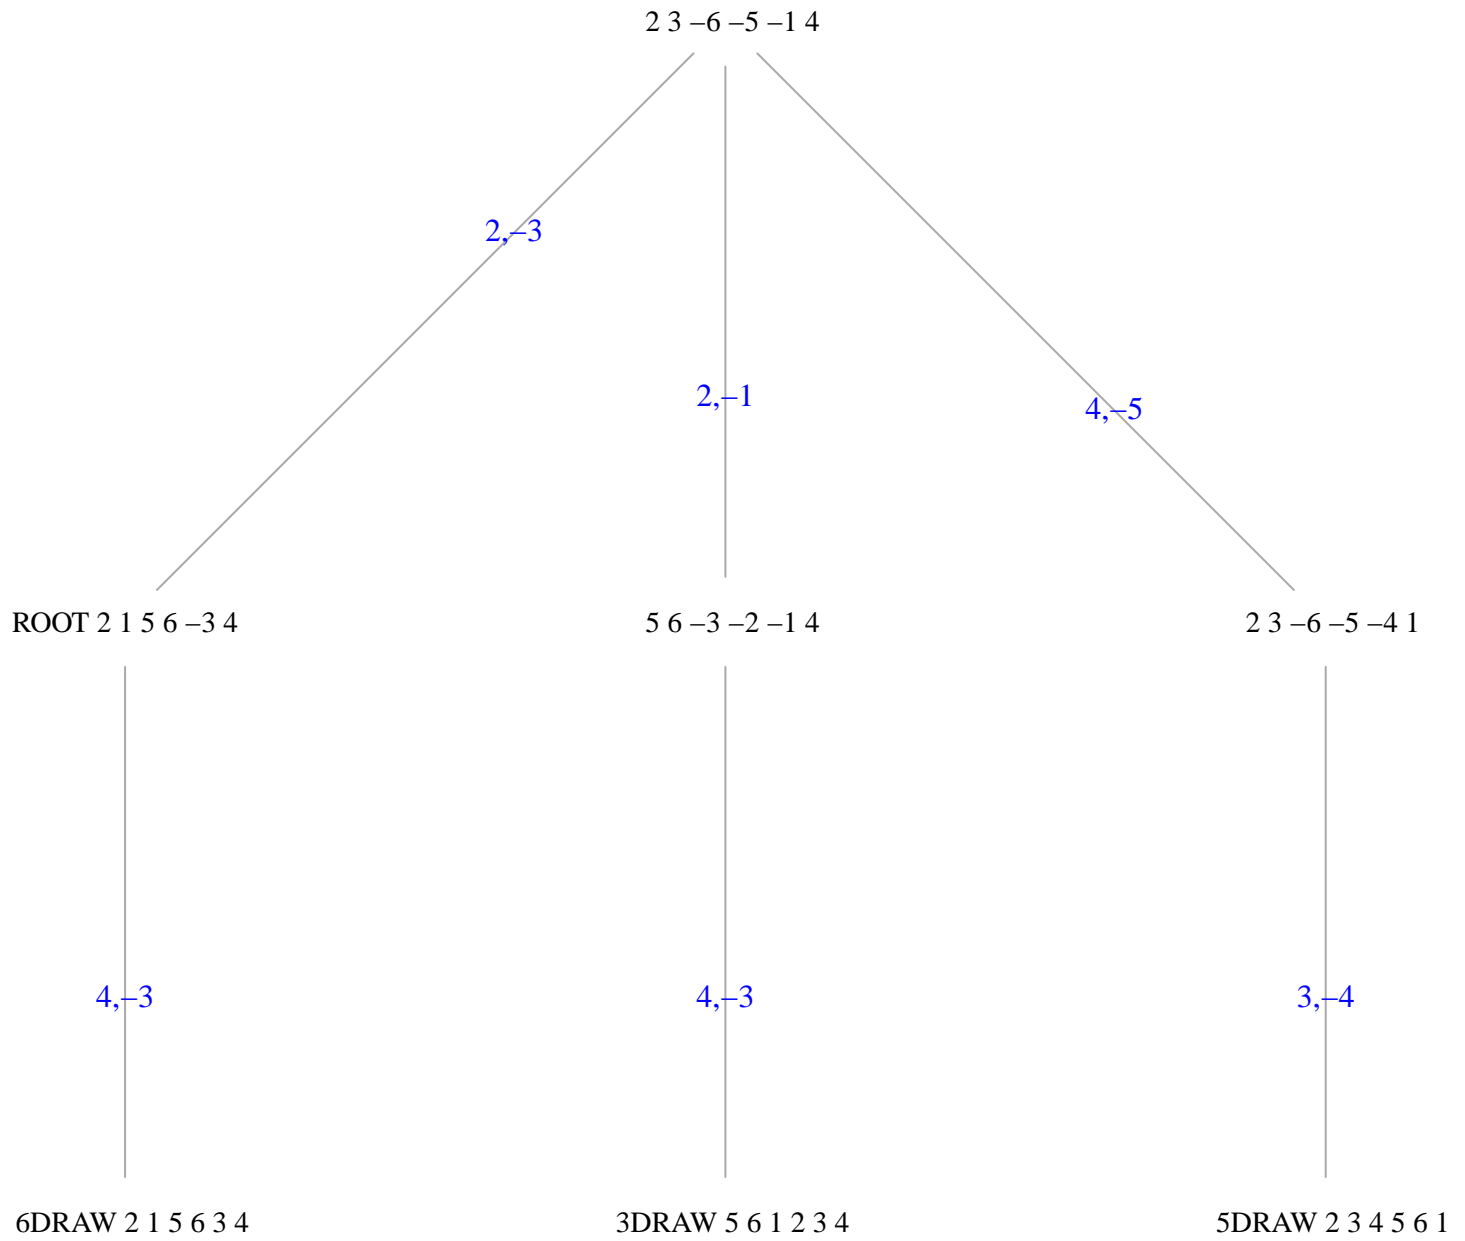 2 3 –6 –5 –1 4
2,–3
2,–1
4,–5
ROOT 2 1 5 6 –3 4
5 6 –3 –2 –1 4
2 3 –6 –5 –4 1
4,–3
4,–3
3,–4
6DRAW 2 1 5 6 3 4
3DRAW 5 6 1 2 3 4
5DRAW 2 3 4 5 6 1